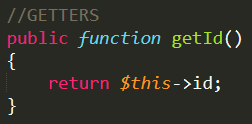 //GETTERS
public function getId()
{
    return $this->id;
}